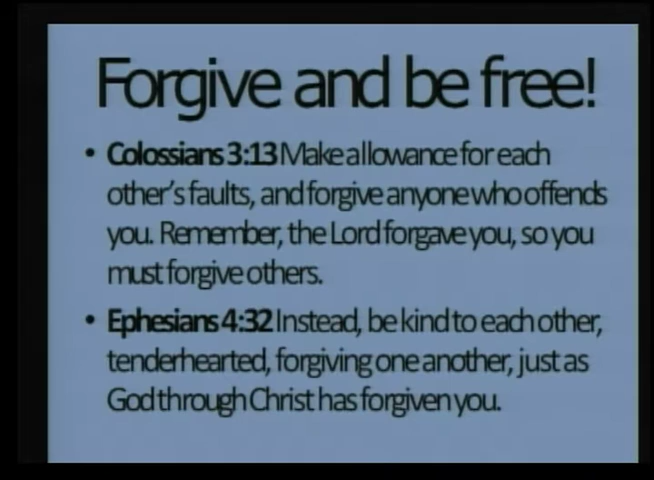 Forgive and be free!
• Colossians 3:13 Make allowance for each
other's faults, and forgive anyone who offends
you. Remember, the Lord forgave you, so you
must forgive others.
• Ephesians 4:32 Instead, be kind to each other,
tenderhearted, forgiving one another, just as
God through Christ has forgiven you.